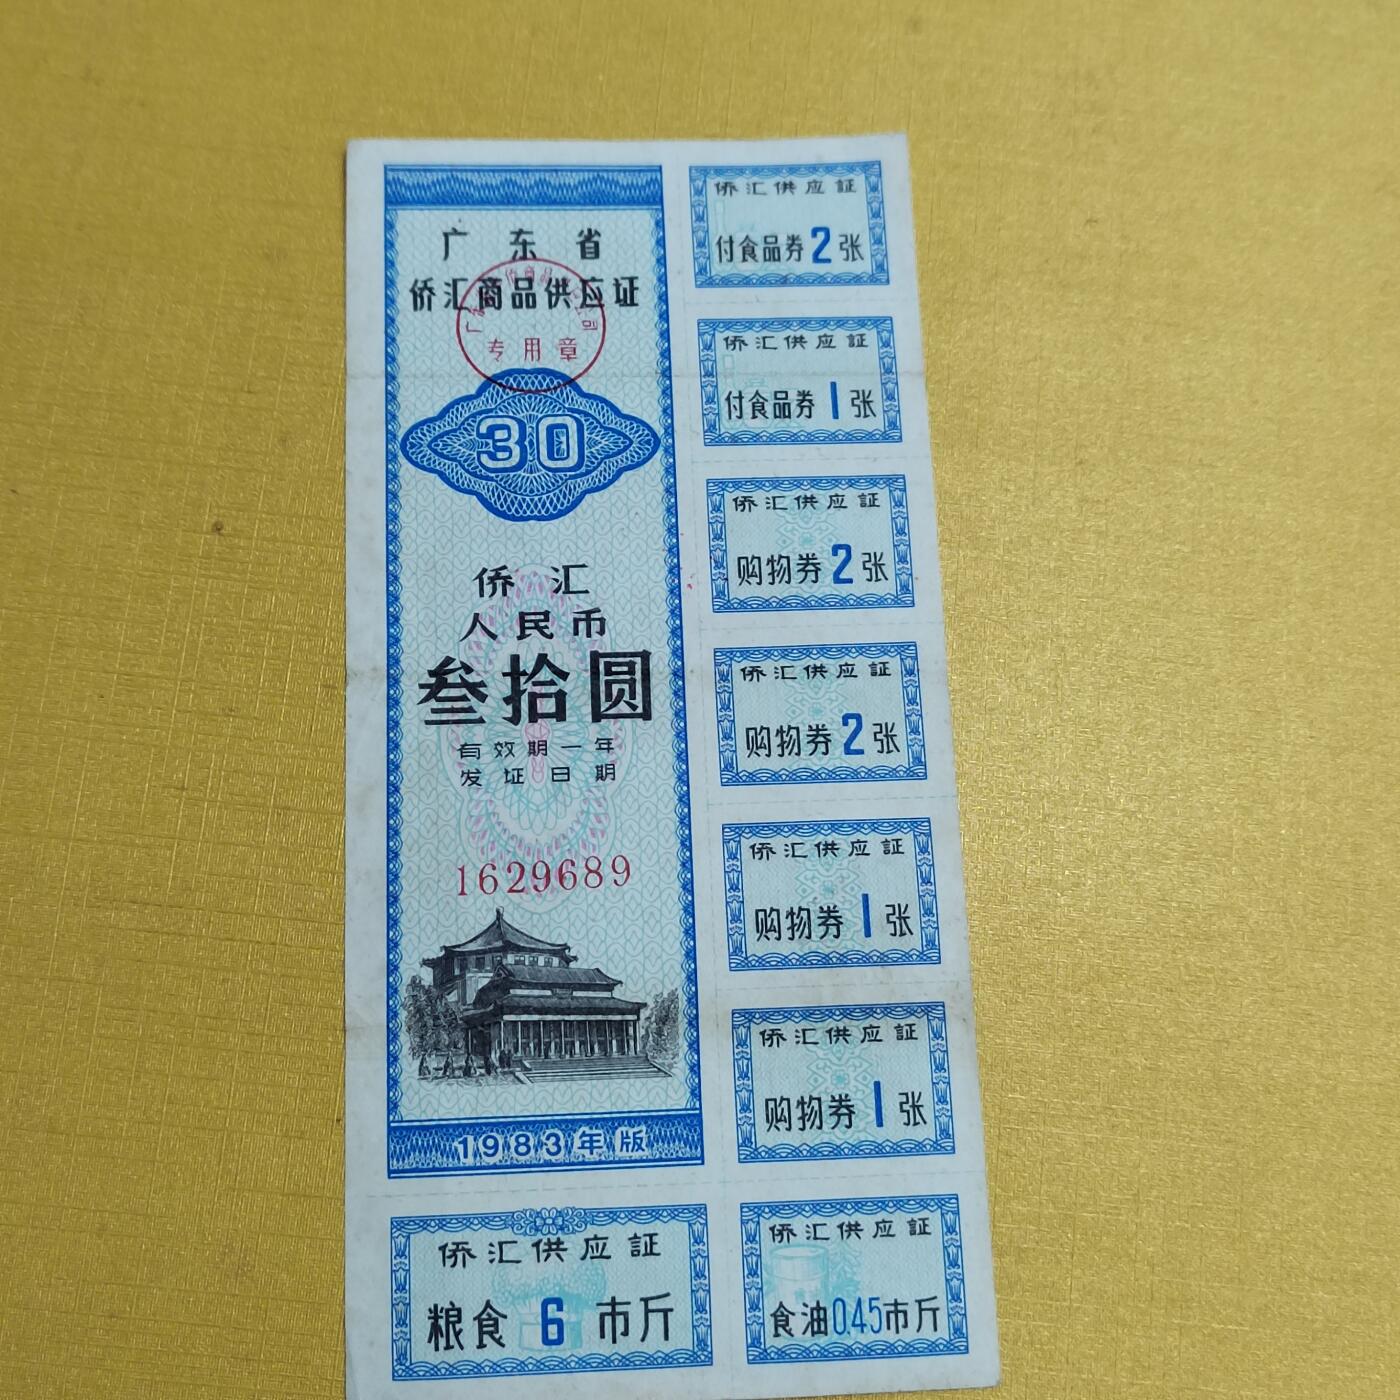 广东省
侨汇商品供应证
专用章
30
侨汇
人民币
叁拾圆
有效期一年
发证日期
1629689
1983年版
侨汇供应証
付食品券2张
侨汇供应証
付食品券1张
侨汇供应証
购物券2张
侨汇供应証
购物券2张
侨汇供应証
购物券1张
侨汇供应証
购物券1张
侨汇供应証
粮食6市斤
侨汇供应証
食油0.45市斤